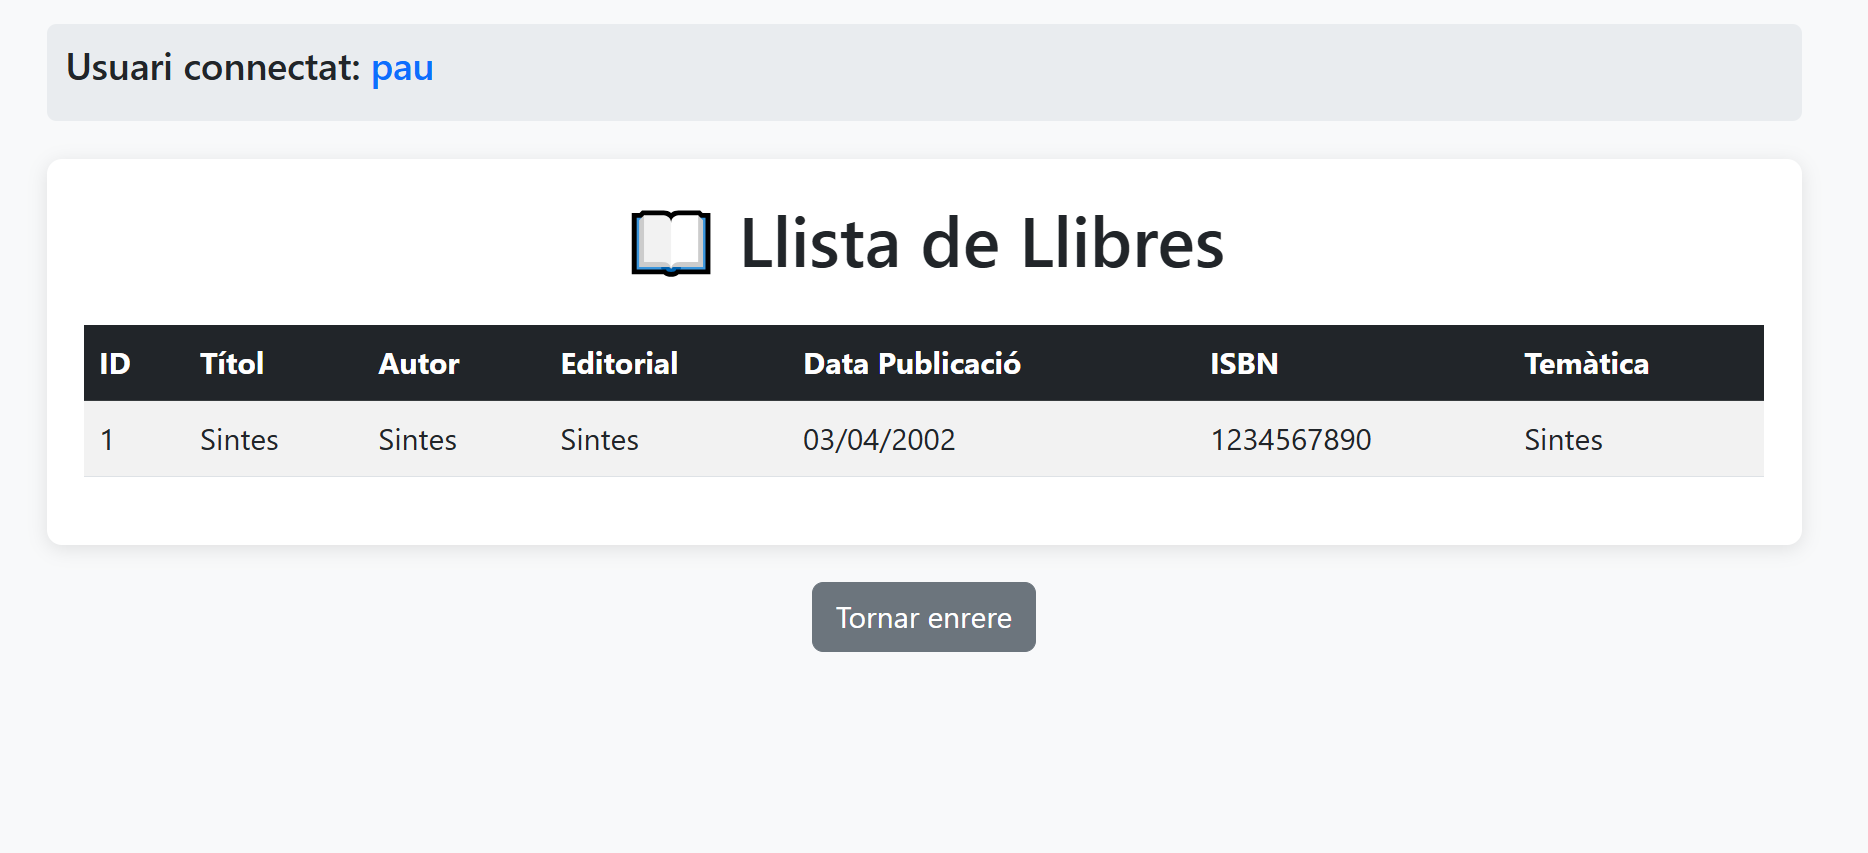 Usuari connectat: pau
📖 Llista de Llibres
ID Títol Autor Editorial Data Publicació ISBN Temàtica
1 Sintes Sintes Sintes 03/04/2002 1234567890 Sintes
Tornar enrere